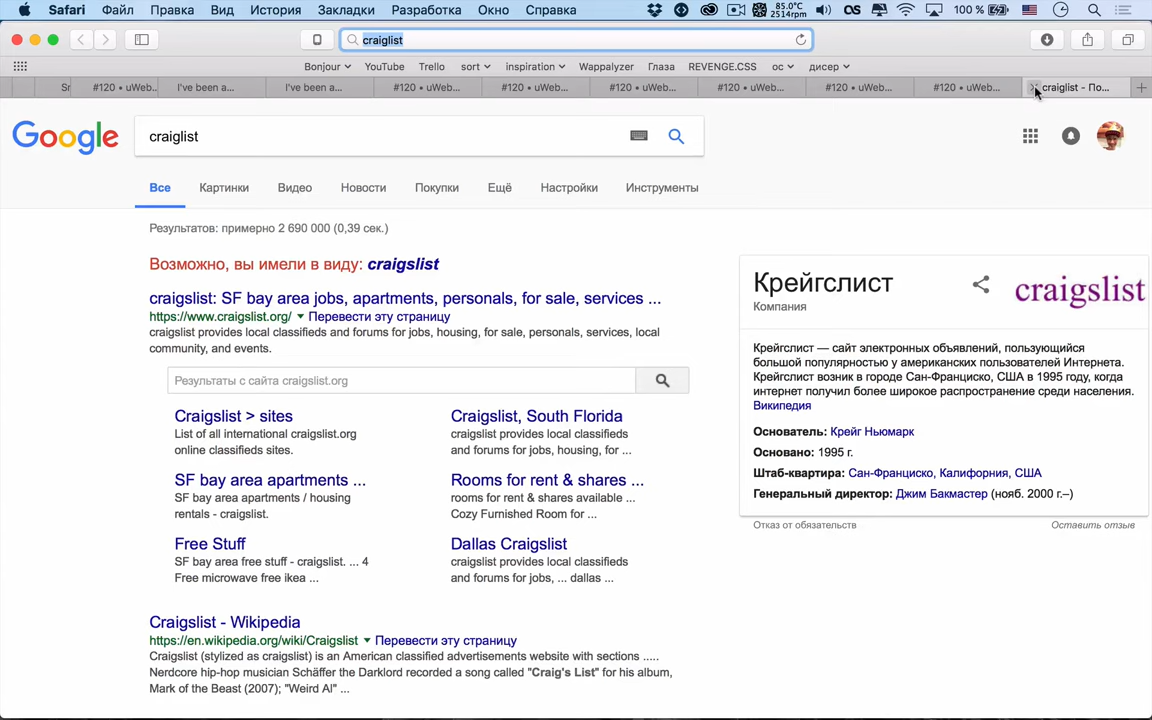 Safari Файл Правка Вид История Закладки Разработка Окно Справка 85.0°C 2514rpm 100 %
craiglist
Bonjour YouTube Trello sort inspiration Wappalyzer Глаза REVENGE.CSS ос дисер
#120 • uWeb... I've been a... I've been a... #120 • uWeb... #120 • uWeb... #120 • uWeb... #120 • uWeb... #120 • uWeb... #120 • uWeb... craiglist - По...
Google craiglist
Все Картинки Видео Новости Покупки Ещё Настройки Инструменты
Результатов: примерно 2 690 000 (0,39 сек.)
Возможно, вы имели в виду: craigslist
craigslist: SF bay area jobs, apartments, personals, for sale, services ...
https://www.craigslist.org/ Перевести эту страницу
craigslist provides local classifieds and forums for jobs, housing, for sale, personals, services, local
community, and events.
Результаты с сайта craigslist.org
Craigslist > sites
List of all international craigslist.org
online classifieds sites.
Craigslist, South Florida
craigslist provides local classifieds
and forums for jobs, housing, for ...
SF bay area apartments ...
SF bay area apartments / housing
rentals - craigslist.
Rooms for rent & shares ...
rooms for rent & shares available ...
Cozy Furnished Room for ...
Free Stuff
SF bay area free stuff - craigslist. ... 4
Free microwave free ikea ...
Dallas Craigslist
craigslist provides local classifieds
and forums for jobs, ... dallas ...
Craigslist - Wikipedia
https://en.wikipedia.org/wiki/Craigslist Перевести эту страницу
Craigslist (stylized as craigslist) is an American classified advertisements website with sections .....
Nerdcore hip-hop musician Schäffer the Darklord recorded a song called "Craig's List" for his album,
Mark of the Beast (2007); "Weird Al" ...
Крейгслист
Компания
craigslist
Крейгслист — сайт электронных объявлений, пользующийся
большой популярностью у американских пользователей Интернета.
Крейгслист возник в городе Сан-Франциско, США в 1995 году, когда
интернет получил более широкое распространение среди населения.
Википедия
Основатель: Крейг Ньюмарк
Основано: 1995 г.
Штаб-квартира: Сан-Франциско, Калифорния, США
Генеральный директор: Джим Бакмастер (нояб. 2000 г.–)
Отказ от обязательств Оставить отзыв